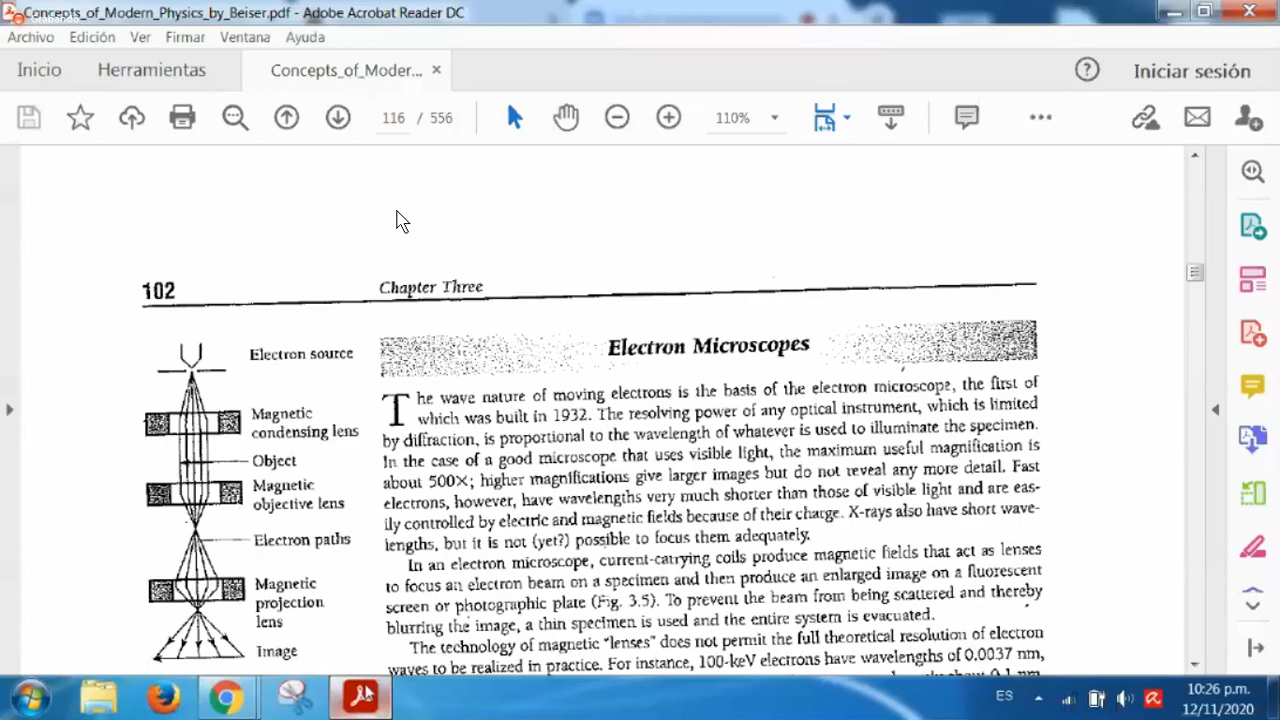 Concepts_of_Modern_Physics_by_Beiser.pdf - Adobe Acrobat Reader DC
Archivo Edición Ver Firmar Ventana Ayuda
Inicio Herramientas Concepts_of_Moder... × Iniciar sesión
116 / 556 110%
102 Chapter Three
Electron source
Magnetic
condensing lens
Object
Magnetic
objective lens
Electron paths
Magnetic
projection
lens
Image
Electron Microscopes
The wave nature of moving electrons is the basis of the electron microscope, the first of
which was built in 1932. The resolving power of any optical instrument, which is limited
by diffraction, is proportional to the wavelength of whatever is used to illuminate the specimen.
In the case of a good microscope that uses visible light, the maximum useful magnification is
about 500×; higher magnifications give larger images but do not reveal any more detail. Fast
electrons, however, have wavelengths very much shorter than those of visible light and are eas-
ily controlled by electric and magnetic fields because of their charge. X-rays also have short wave-
lengths, but it is not (yet?) possible to focus them adequately.
In an electron microscope, current-carrying coils produce magnetic fields that act as lenses
to focus an electron beam on a specimen and then produce an enlarged image on a fluorescent
screen or photographic plate (Fig. 3.5). To prevent the beam from being scattered and thereby
blurring the image, a thin specimen is used and the entire system is evacuated.
The technology of magnetic "lenses" does not permit the full theoretical resolution of electron
waves to be realized in practice. For instance, 100-keV electrons have wavelengths of 0.0037 nm,
ES 10:26 p.m.
12/11/2020